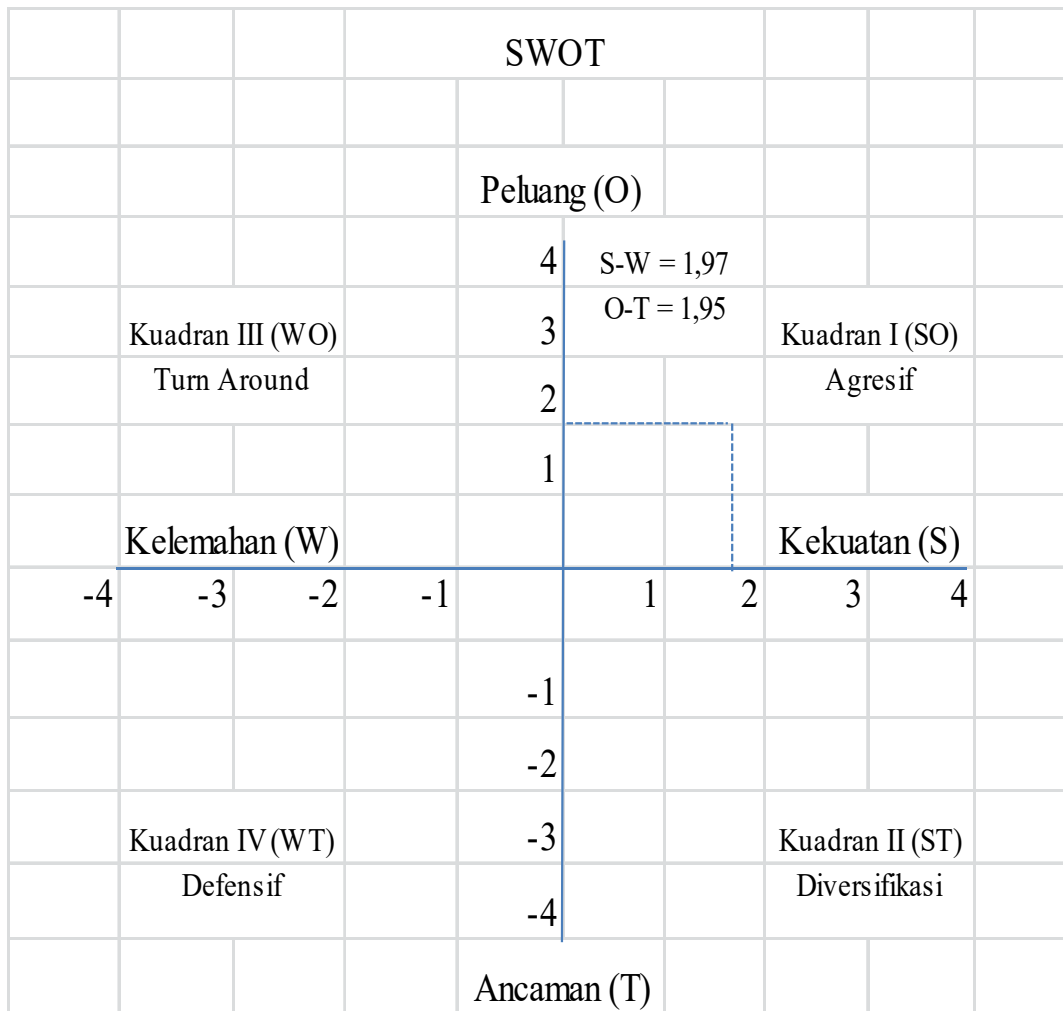 SWOT
Peluang (O)
4
S-W = 1,97
O-T = 1,95
Kuadran III (WO)
Turn Around
3
Kuadran I (SO)
Agresif
2
1
Kelemahan (W)
Kekuatan (S)
-4 -3 -2 -1 1 2 3 4
-1
-2
Kuadran IV (WT)
Defensif
-3
Kuadran II (ST)
Diversifikasi
-4
Ancaman (T)